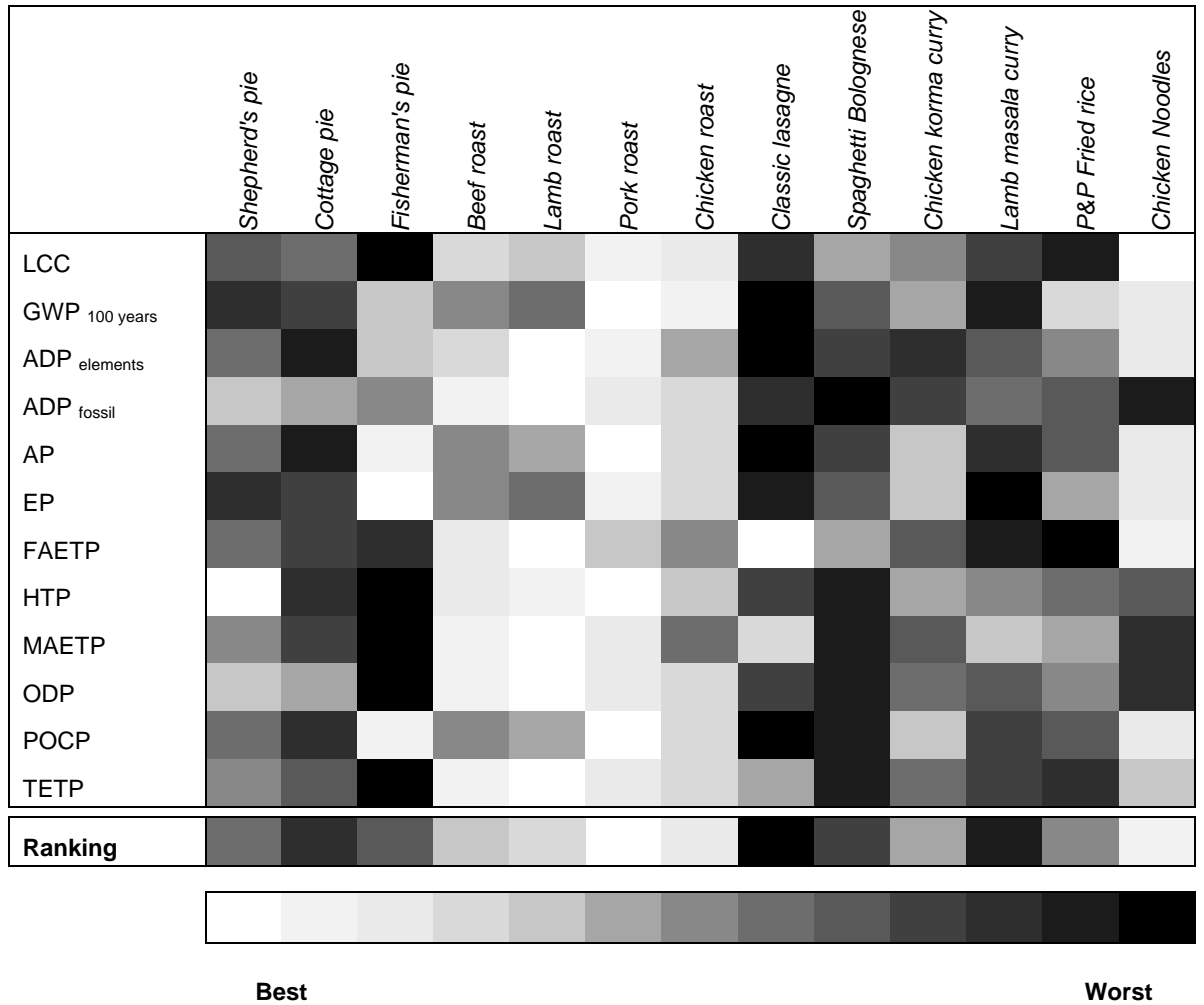 Shepherd's pie
Cottage pie
Fisherman's pie
Beef roast
Lamb roast
Pork roast
Chicken roast
Classic lasagne
Spaghetti Bolognese
Chicken korma curry
Lamb masala curry
P&P Fried rice
Chicken Noodles
LCC
GWP 100 years
ADP elements
ADP fossil
AP
EP
FAETP
HTP
MAETP
ODP
POCP
TETP
Ranking
Best Worst